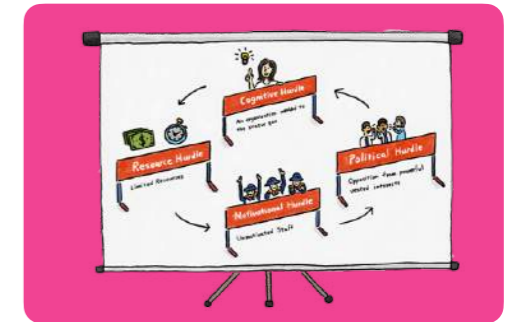 Cognitive Hurdle
An organization wedded to
the status quo
Resource Hurdle
Limited Resources
Political Hurdle
Opposition from powerful
vested interests
Motivational Hurdle
Unmotivated Staff